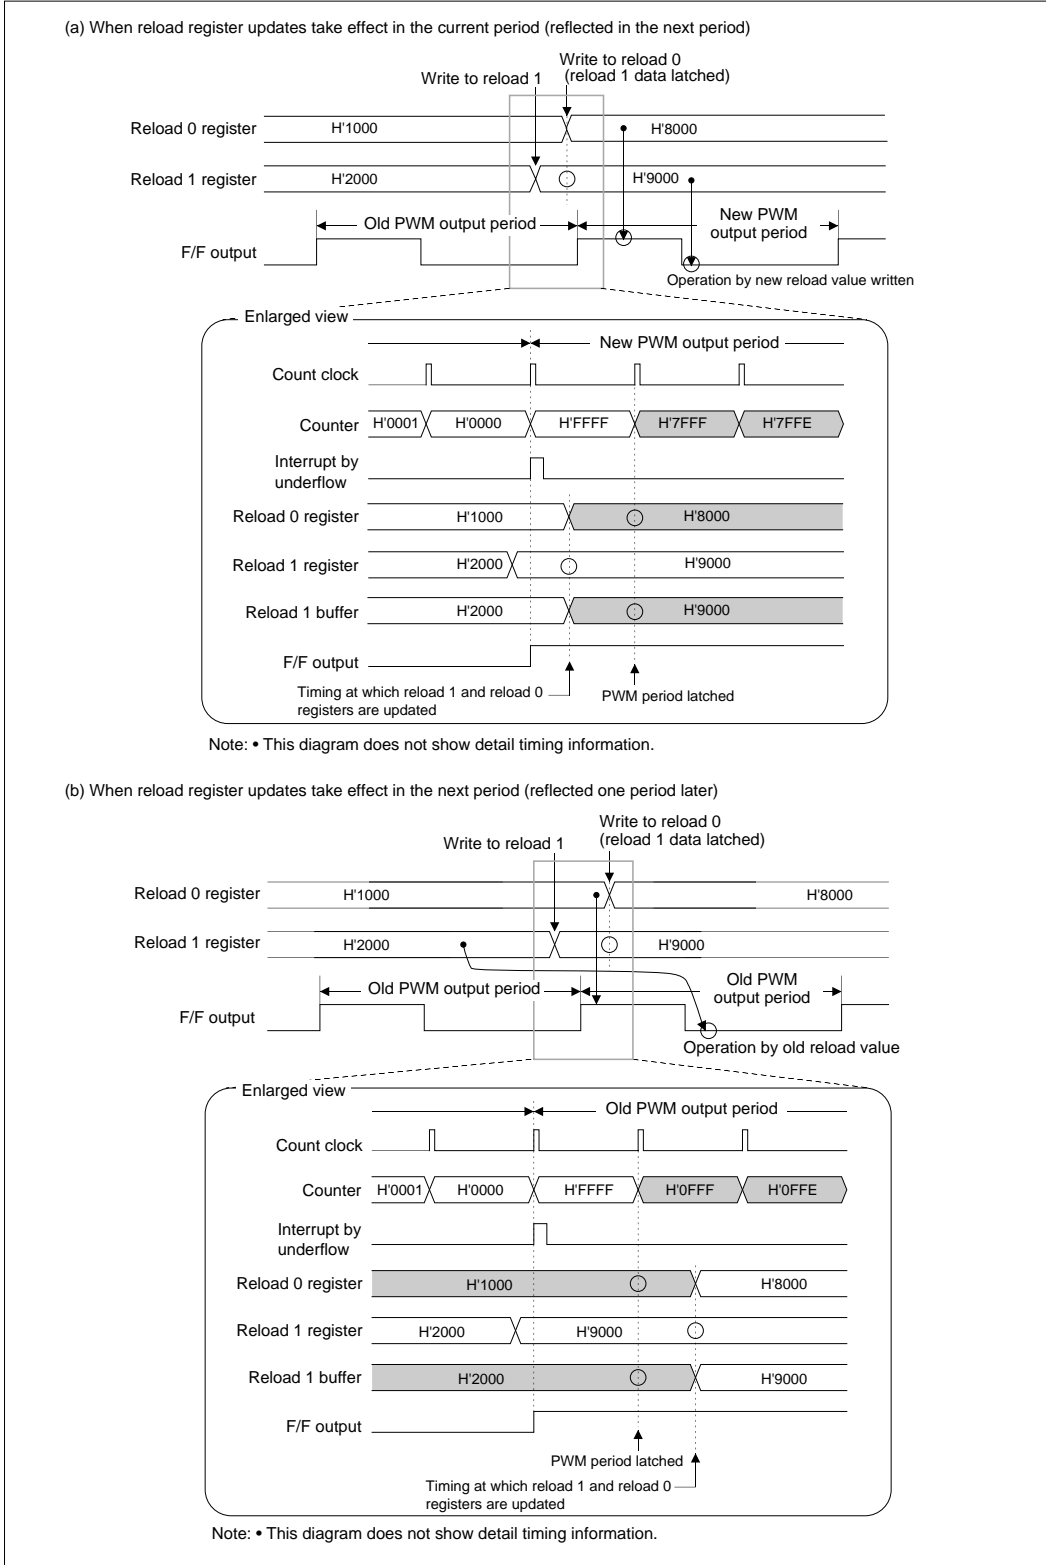 (a) When reload register updates take effect in the current period (reflected in the next period)
Write to reload 0
(reload 1 data latched)
Write to reload 1
Reload 0 register
H'1000
H'8000
Reload 1 register
H'2000
H'9000
Old PWM output period
New PWM
output period
F/F output
Operation by new reload value written
Enlarged view
New PWM output period
Count clock
Counter
H'0001
H'0000
H'FFFF
H'7FFF
H'7FFE
Interrupt by
underflow
Reload 0 register
H'1000
H'8000
Reload 1 register
H'2000
H'9000
Reload 1 buffer
H'2000
H'9000
F/F output
Timing at which reload 1 and reload 0
registers are updated
PWM period latched
Note: • This diagram does not show detail timing information.
(b) When reload register updates take effect in the next period (reflected one period later)
Write to reload 0
(reload 1 data latched)
Write to reload 1
Reload 0 register
H'1000
H'8000
Reload 1 register
H'2000
H'9000
Old PWM output period
Old PWM
output period
F/F output
Operation by old reload value
Enlarged view
Old PWM output period
Count clock
Counter
H'0001
H'0000
H'FFFF
H'0FFF
H'0FFE
Interrupt by
underflow
Reload 0 register
H'1000
H'8000
Reload 1 register
H'2000
H'9000
Reload 1 buffer
H'2000
H'9000
F/F output
PWM period latched
Timing at which reload 1 and reload 0
registers are updated
Note: • This diagram does not show detail timing information.